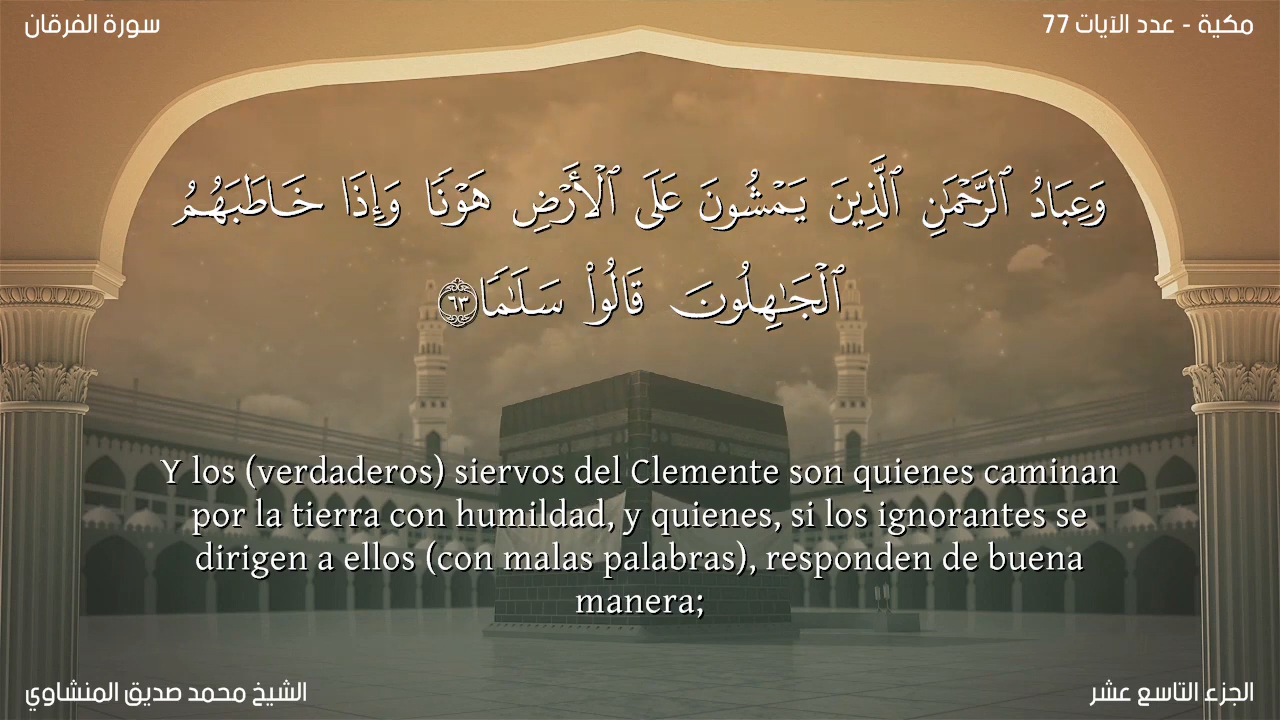 سورة الفرقان
مكية - عدد الآيات 77
وَعِبَادُ ٱلرَّحْمَٰنِ ٱلَّذِينَ يَمْشُونَ عَلَى ٱلْأَرْضِ هَوْنًا وَإِذَا خَاطَبَهُمُ
ٱلْجَٰهِلُونَ قَالُوا۟ سَلَٰمًا ٦٣
Y los (verdaderos) siervos del Clemente son quienes caminan
por la tierra con humildad, y quienes, si los ignorantes se
dirigen a ellos (con malas palabras), responden de buena
manera;
الشيخ محمد صديق المنشاوي
الجزء التاسع عشر